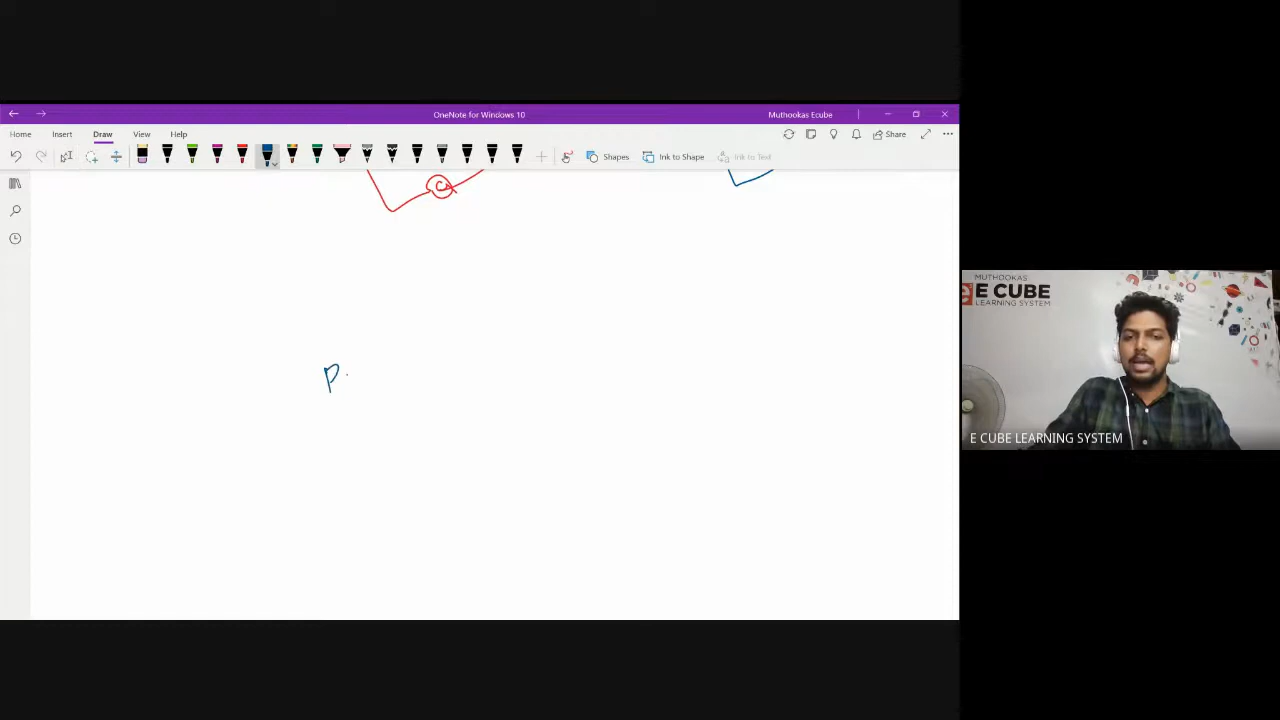 OneNote for Windows 10
Muthookas Ecube
Home Insert Draw View Help
Share
Shapes Ink to Shape Ink to Text
P
MUTHOOKAS
E CUBE
LEARNING SYSTEM
E CUBE LEARNING SYSTEM